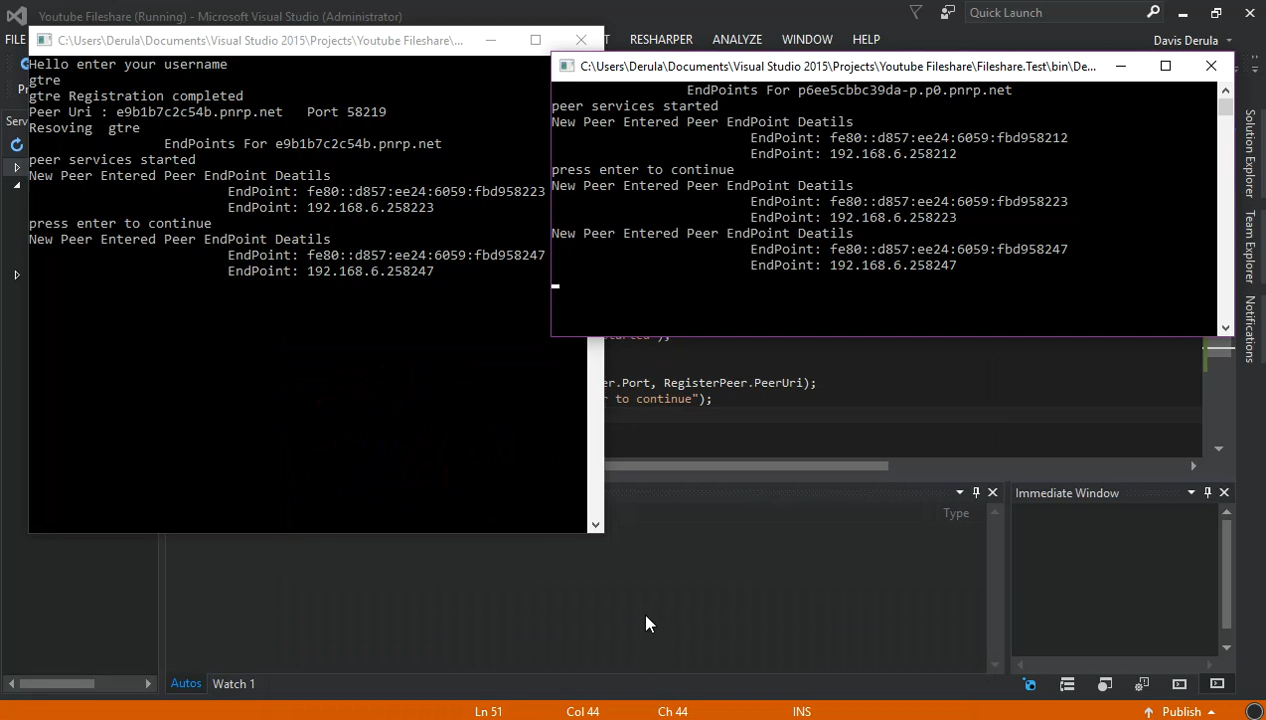 Youtube Fileshare (Running) - Microsoft Visual Studio (Administrator)
Quick Launch
FILE
RESHARPER
ANALYZE
WINDOW
HELP
Davis Derula
C:\Users\Derula\Documents\Visual Studio 2015\Projects\Youtube Fileshare\...
Hello enter your username
gtre
gtre Registration completed
Peer Uri : e9b1b7c2c54b.pnrp.net   Port 58219
Resoving  gtre
EndPoints For e9b1b7c2c54b.pnrp.net
peer services started
New Peer Entered Peer EndPoint Deatils
EndPoint: fe80::d857:ee24:6059:fbd958223
EndPoint: 192.168.6.258223
press enter to continue
New Peer Entered Peer EndPoint Deatils
EndPoint: fe80::d857:ee24:6059:fbd958247
EndPoint: 192.168.6.258247
C:\Users\Derula\Documents\Visual Studio 2015\Projects\Youtube Fileshare\Fileshare.Test\bin\De...
EndPoints For p6ee5cbbc39da-p.p0.pnrp.net
peer services started
New Peer Entered Peer EndPoint Deatils
EndPoint: fe80::d857:ee24:6059:fbd958212
EndPoint: 192.168.6.258212
press enter to continue
New Peer Entered Peer EndPoint Deatils
EndPoint: fe80::d857:ee24:6059:fbd958223
EndPoint: 192.168.6.258223
New Peer Entered Peer EndPoint Deatils
EndPoint: fe80::d857:ee24:6059:fbd958247
EndPoint: 192.168.6.258247
er.Port, RegisterPeer.PeerUri);
r to continue");
Solution Explorer
Team Explorer
Notifications
Immediate Window
Type
Autos
Watch 1
Ln 51
Col 44
Ch 44
INS
Publish